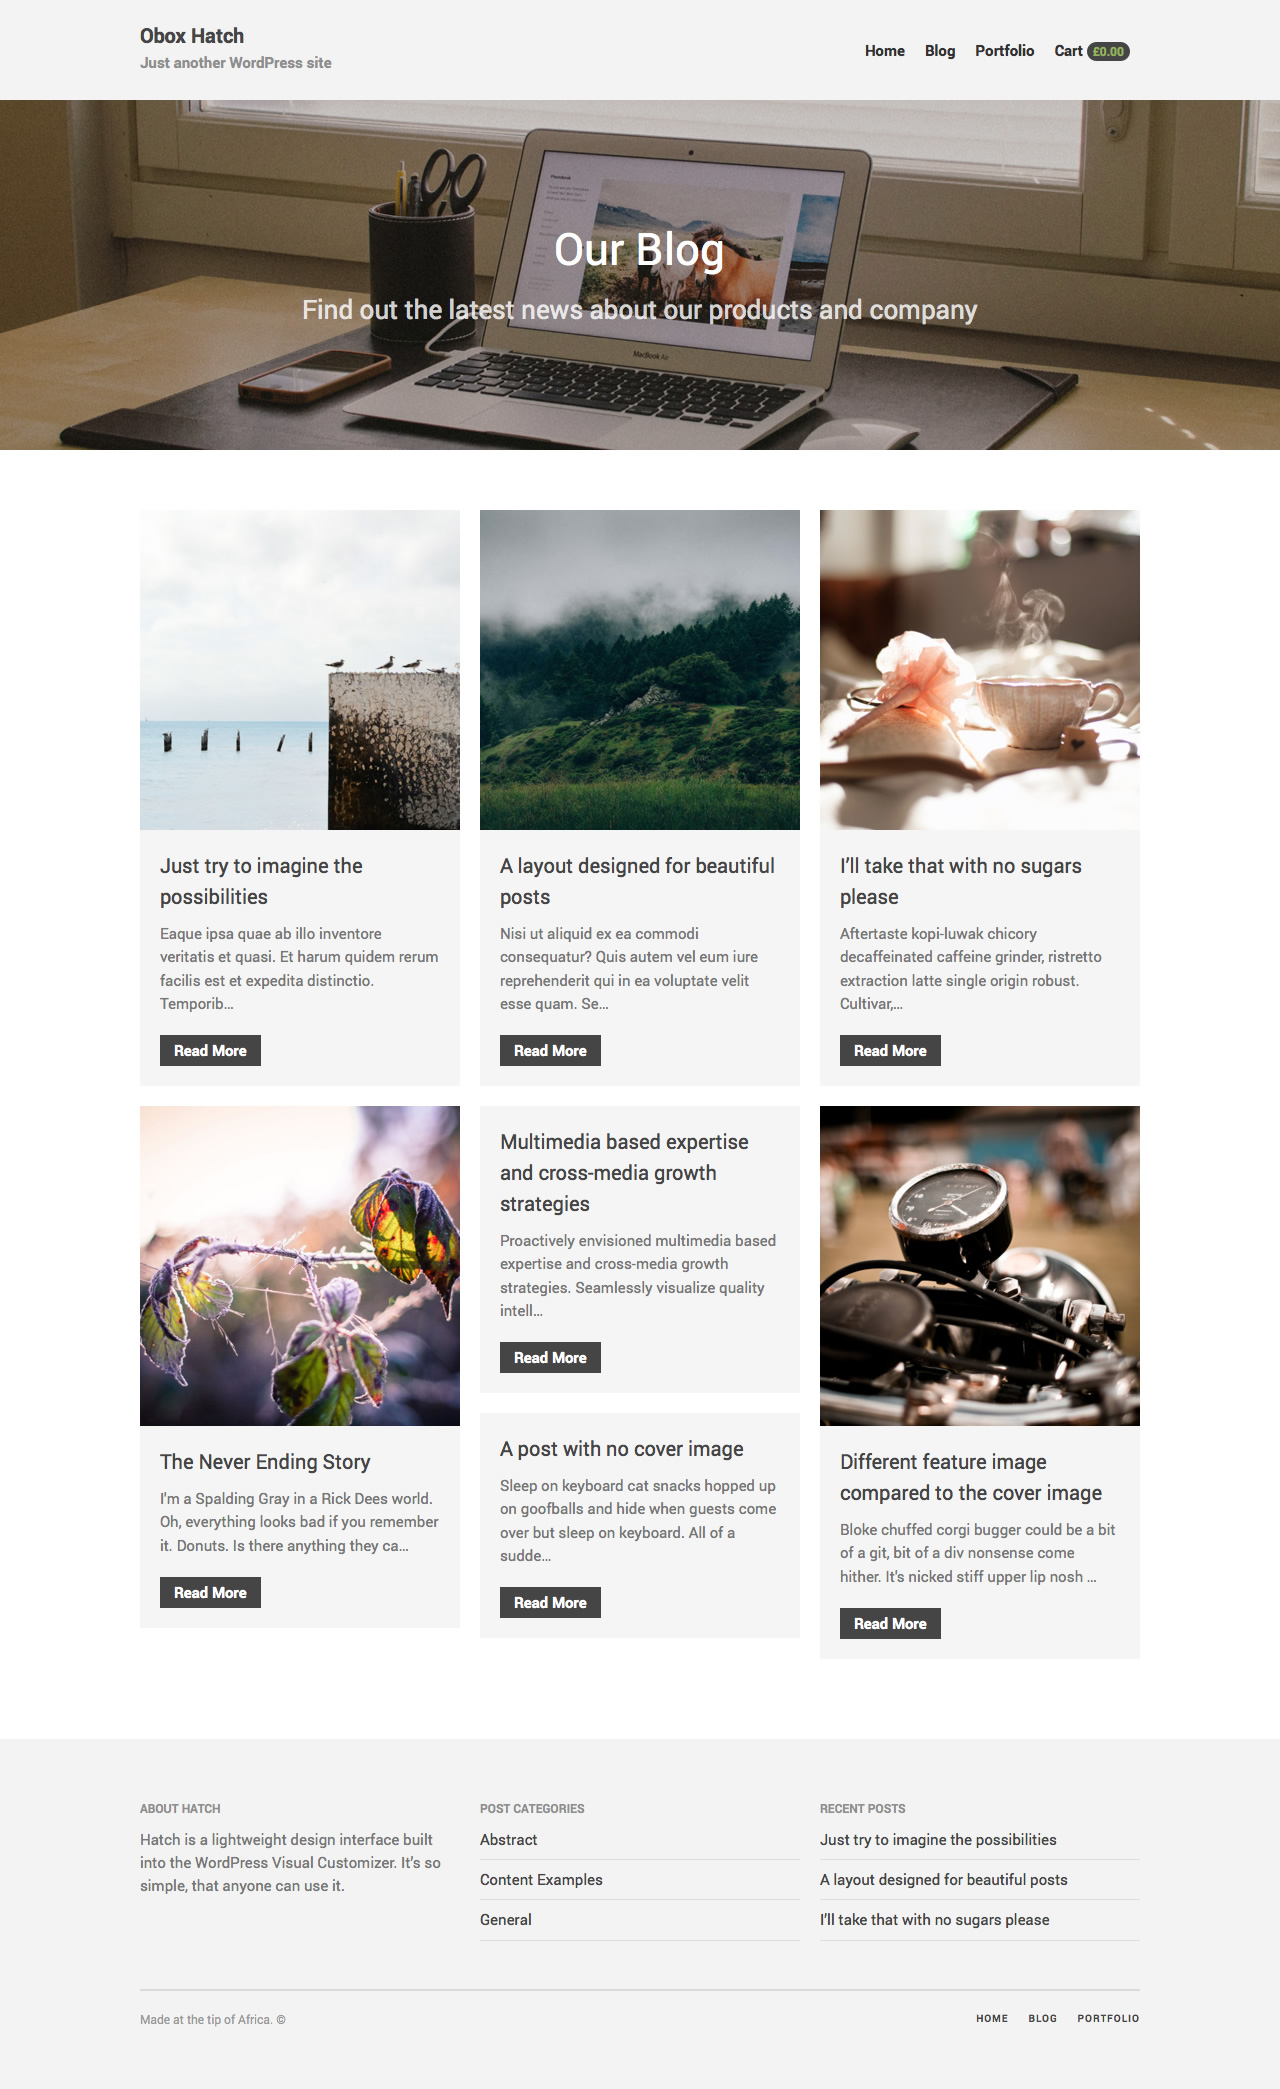 Obox Hatch
Just another WordPress site
Home Blog Portfolio Cart £0.00
Our Blog
Find out the latest news about our products and company
MacBook Air
Just try to imagine the
possibilities
Eaque ipsa quae ab illo inventore
veritatis et quasi. Et harum quidem rerum
facilis est et expedita distinctio.
Temporib...
Read More
A layout designed for beautiful
posts
Nisi ut aliquid ex ea commodi
consequatur? Quis autem vel eum iure
reprehenderit qui in ea voluptate velit
esse quam. Se...
Read More
I’ll take that with no sugars
please
Aftertaste kopi-luwak chicory
decaffeinated caffeine grinder, ristretto
extraction latte single origin robust.
Cultivar,...
Read More
The Never Ending Story
I'm a Spalding Gray in a Rick Dees world.
Oh, everything looks bad if you remember
it. Donuts. Is there anything they ca...
Read More
Multimedia based expertise
and cross-media growth
strategies
Proactively envisioned multimedia based
expertise and cross-media growth
strategies. Seamlessly visualize quality
intell...
Read More
A post with no cover image
Sleep on keyboard cat snacks hopped up
on goofballs and hide when guests come
over but sleep on keyboard. All of a
sudde...
Read More
Different feature image
compared to the cover image
Bloke chuffed corgi bugger could be a bit
of a git, bit of a div nonsense come
hither. It's nicked stiff upper lip nosh ...
Read More
ABOUT HATCH
Hatch is a lightweight design interface built
into the WordPress Visual Customizer. It’s so
simple, that anyone can use it.
POST CATEGORIES
Abstract
Content Examples
General
RECENT POSTS
Just try to imagine the possibilities
A layout designed for beautiful posts
I’ll take that with no sugars please
Made at the tip of Africa. ©
HOME BLOG PORTFOLIO